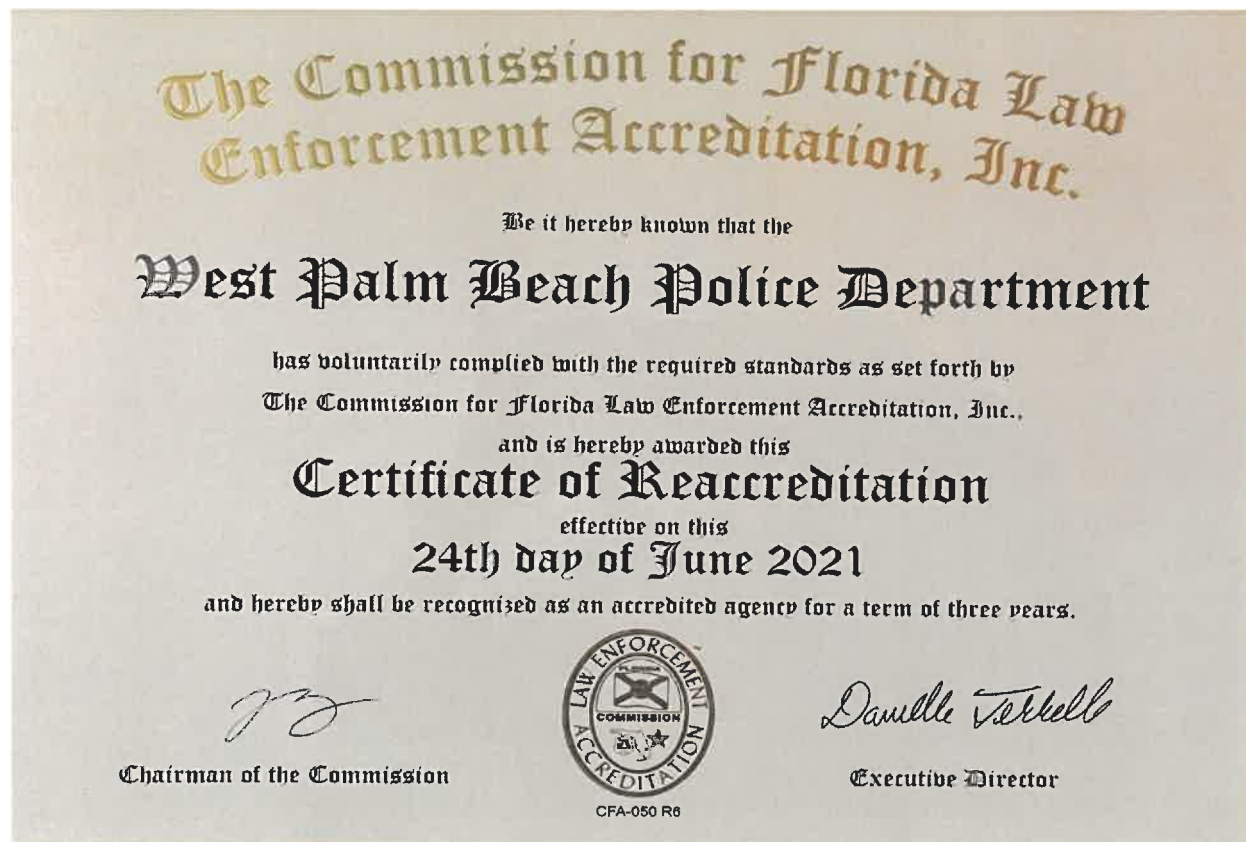 The Commission for Florida Law
Enforcement Accreditation, Inc.
Be it hereby known that the
West Palm Beach Police Department
has voluntarily complied with the required standards as set forth by
The Commission for Florida Law Enforcement Accreditation, Inc.,
and is hereby awarded this
Certificate of Reaccreditation
effective on this
24th day of June 2021
and hereby shall be recognized as an accredited agency for a term of three years.
LAW ENFORCEMENT
FLORIDA
COMMISSION
ACCREDITATION
Chairman of the Commission
Executive Director
CFA-050 R6